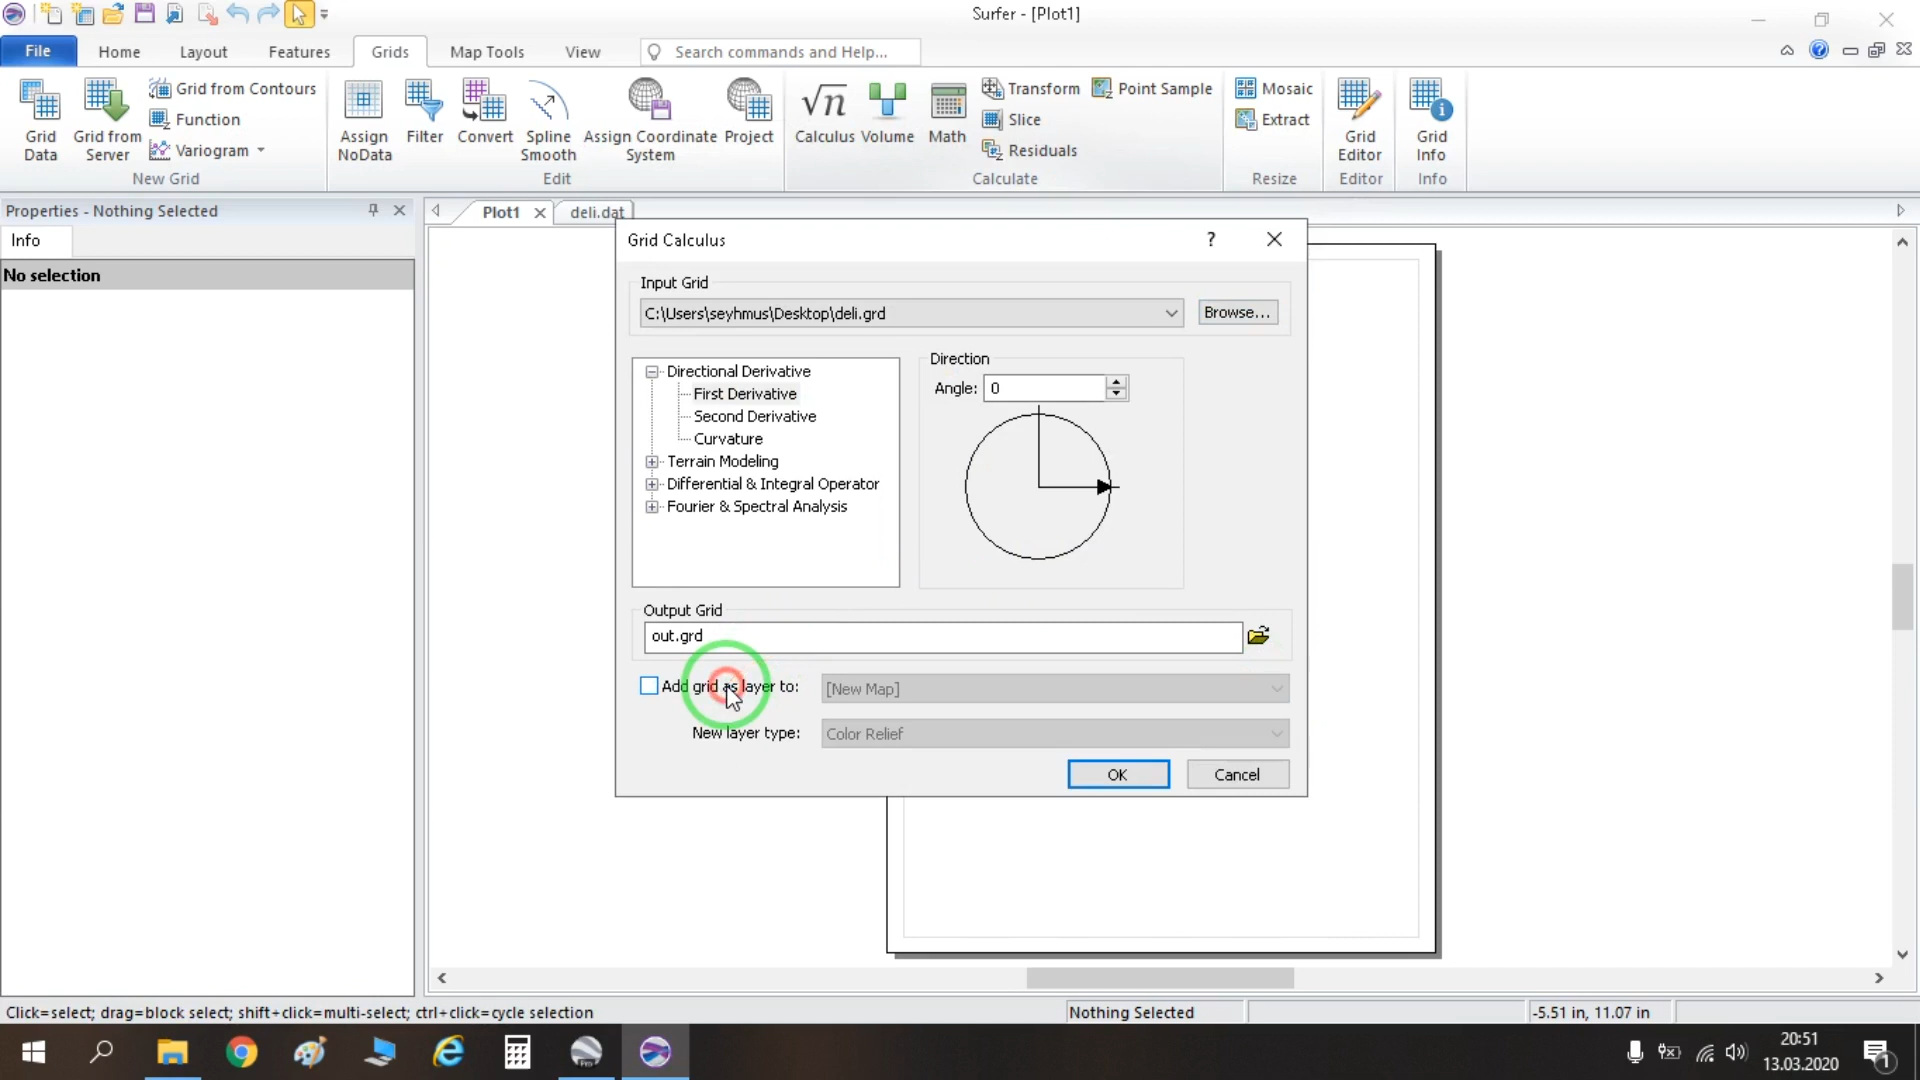 Surfer - [Plot1]
File Home Layout Features Grids Map Tools View Search commands and Help...
Grid Data
Grid from Server
Grid from Contours
Function
Variogram
New Grid
Assign NoData
Filter
Convert
Spline Smooth
Assign Coordinate System
Project
Edit
Calculus
Volume
Math
Transform
Slice
Residuals
Point Sample
Calculate
Mosaic
Extract
Resize
Grid Editor
Editor
Grid Info
Info
Properties - Nothing Selected
Info
No selection
Plot1
deli.dat
Grid Calculus
Input Grid
C:\Users\seyhmus\Desktop\deli.grd
Browse...
Directional Derivative
First Derivative
Second Derivative
Curvature
Terrain Modeling
Differential & Integral Operator
Fourier & Spectral Analysis
Direction
Angle: 0
Output Grid
out.grd
Add grid as layer to: [New Map]
New layer type: Color Relief
OK Cancel
Click=select; drag=block select; shift+click=multi-select; ctrl+click=cycle selection
Nothing Selected
-5.51 in, 11.07 in
20:51
13.03.2020
1